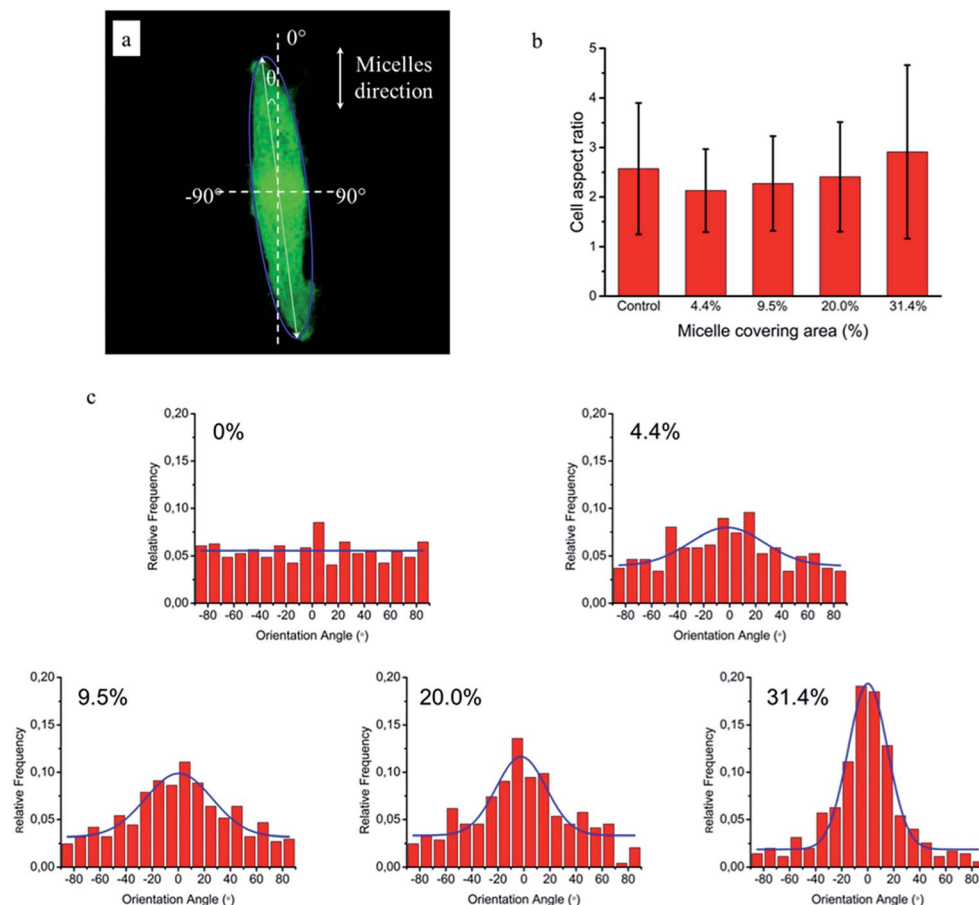 a
0°
θ
Micelles
direction
-90°
90°
b
5
4
3
2
1
0
Cell aspect ratio
Control 4.4% 9.5% 20.0% 31.4%
Micelle covering area (%)
c
0%
0,20
0,15
0,10
0,05
0,00
Relative Frequency
-80 -60 -40 -20 0 20 40 60 80
Orientation Angle (°)
4.4%
0,20
0,15
0,10
0,05
0,00
Relative Frequency
-80 -60 -40 -20 0 20 40 60 80
Orientation Angle (°)
9.5%
0,20
0,15
0,10
0,05
0,00
Relative Frequency
-80 -60 -40 -20 0 20 40 60 80
Orientation Angle (°)
20.0%
0,20
0,15
0,10
0,05
0,00
Relative Frequency
-80 -60 -40 -20 0 20 40 60 80
Orientation Angle (°)
31.4%
0,20
0,15
0,10
0,05
0,00
Relative Frequency
-80 -60 -40 -20 0 20 40 60 80
Orientation Angle (°)